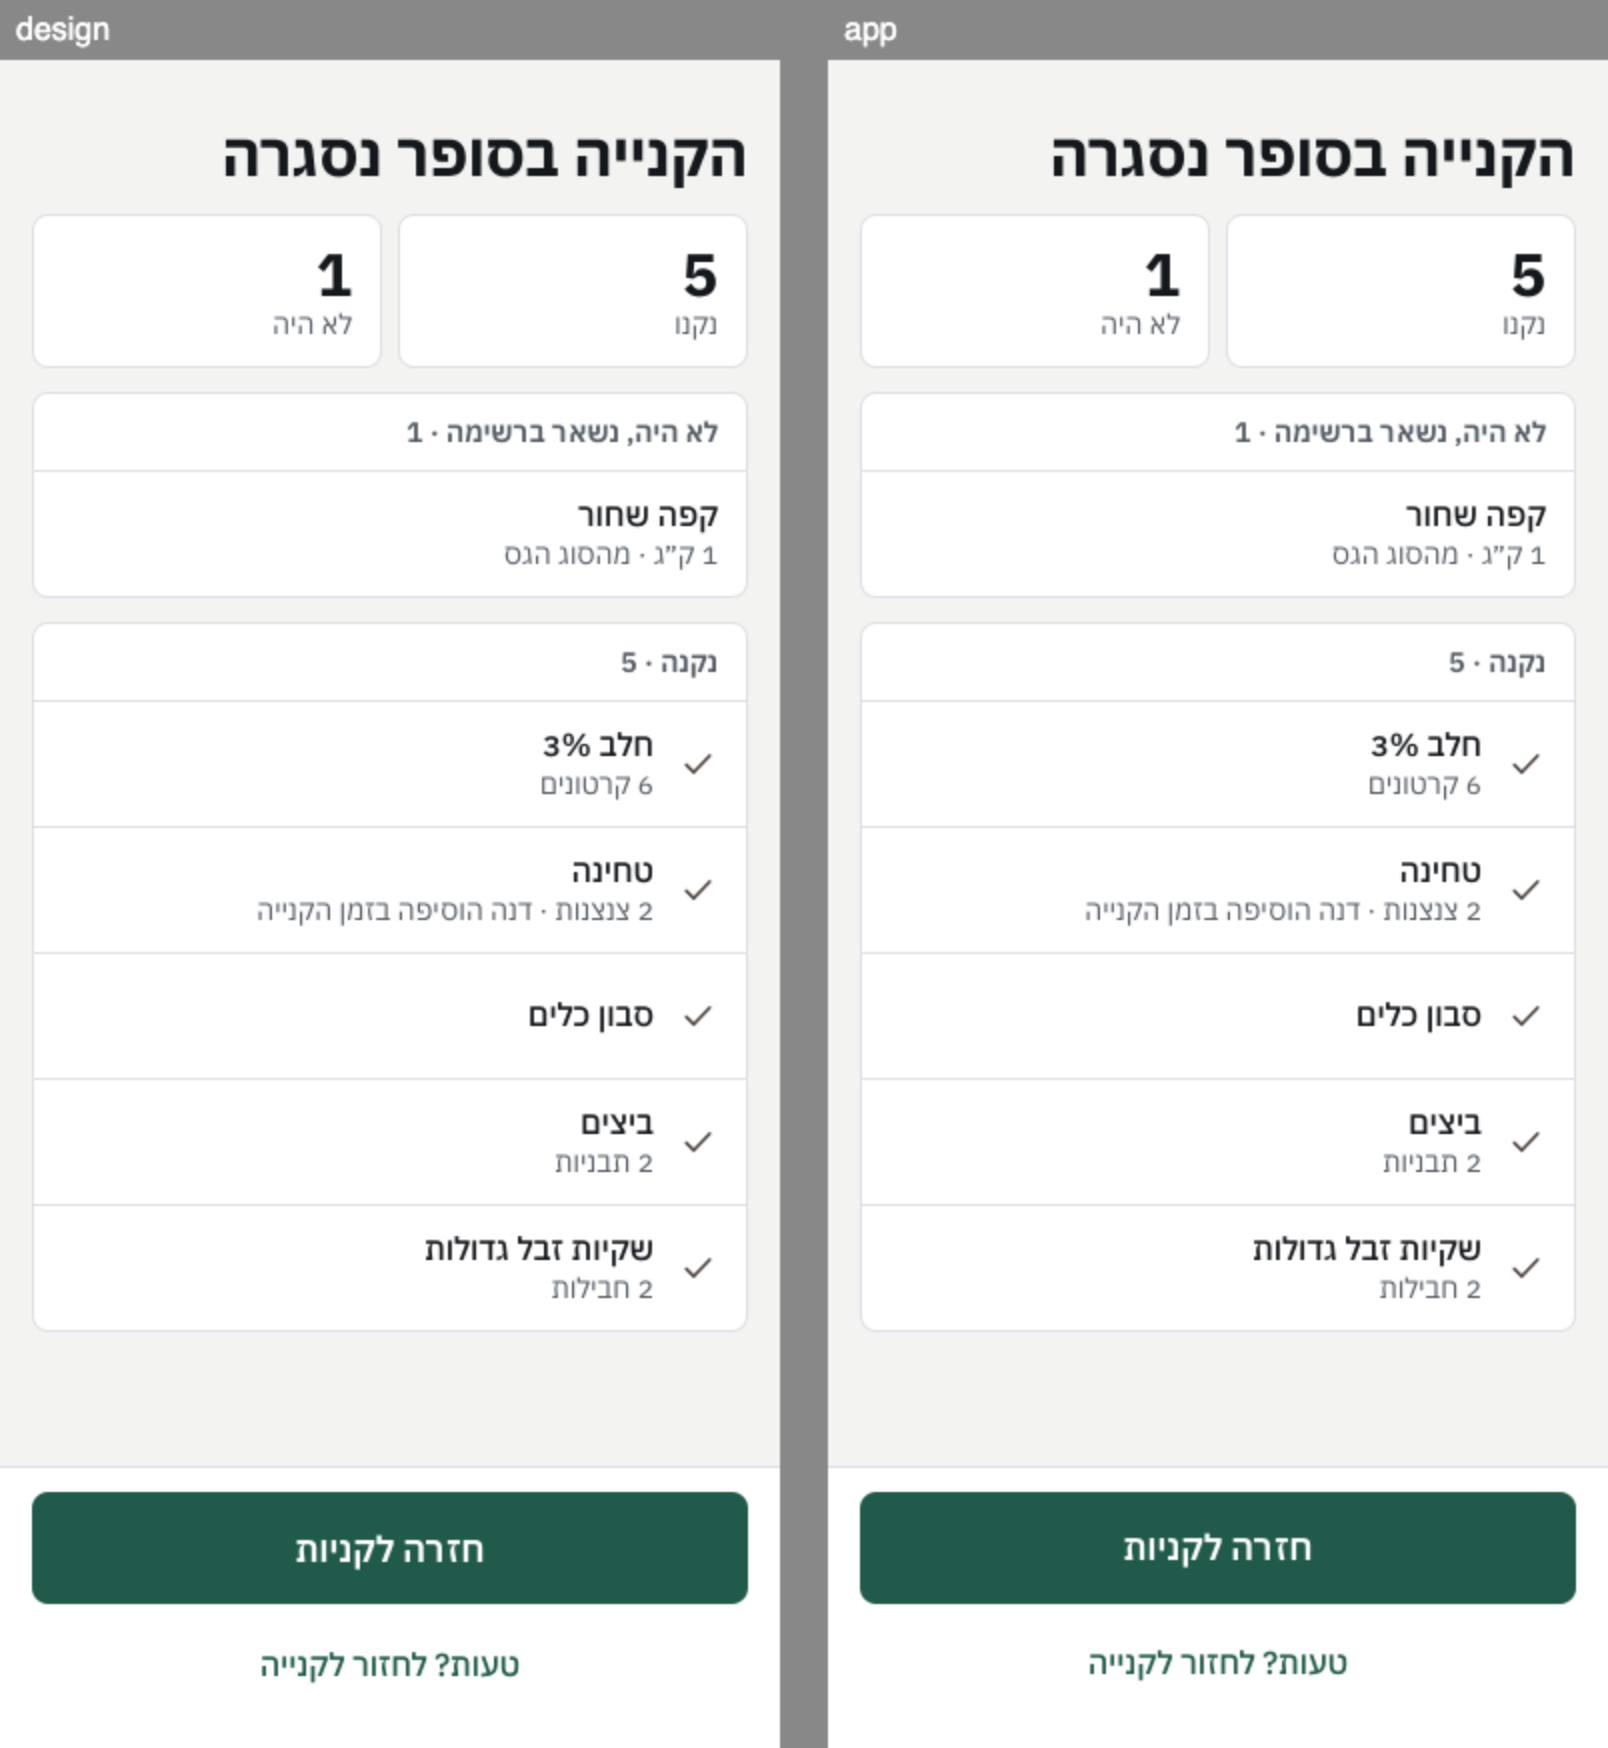 design
הקנייה בסופר נסגרה
5
נקנו
1
לא היה
לא היה, נשאר ברשימה · 1
קפה שחור
1 ק״ג · מהסוג הגס
נקנה · 5
חלב 3%
6 קרטונים
טחינה
2 צנצנות · דנה הוסיפה בזמן הקנייה
סבון כלים
ביצים
2 תבניות
שקיות זבל גדולות
2 חבילות
חזרה לקניות
טעות? לחזור לקנייה
app
הקנייה בסופר נסגרה
5
נקנו
1
לא היה
לא היה, נשאר ברשימה · 1
קפה שחור
1 ק״ג · מהסוג הגס
נקנה · 5
חלב 3%
6 קרטונים
טחינה
2 צנצנות · דנה הוסיפה בזמן הקנייה
סבון כלים
ביצים
2 תבניות
שקיות זבל גדולות
2 חבילות
חזרה לקניות
טעות? לחזור לקנייה